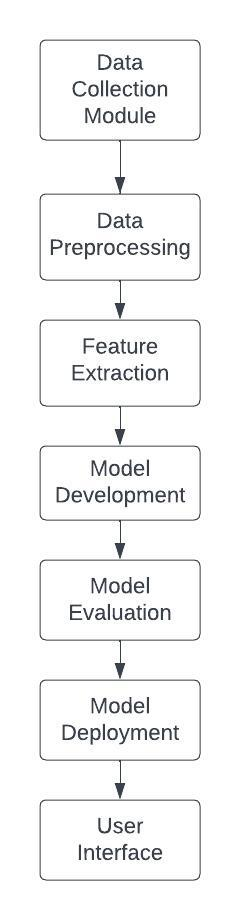 Data
Collection
Module
Data
Preprocessing
Feature
Extraction
Model
Development
Model
Evaluation
Model
Deployment
User
Interface